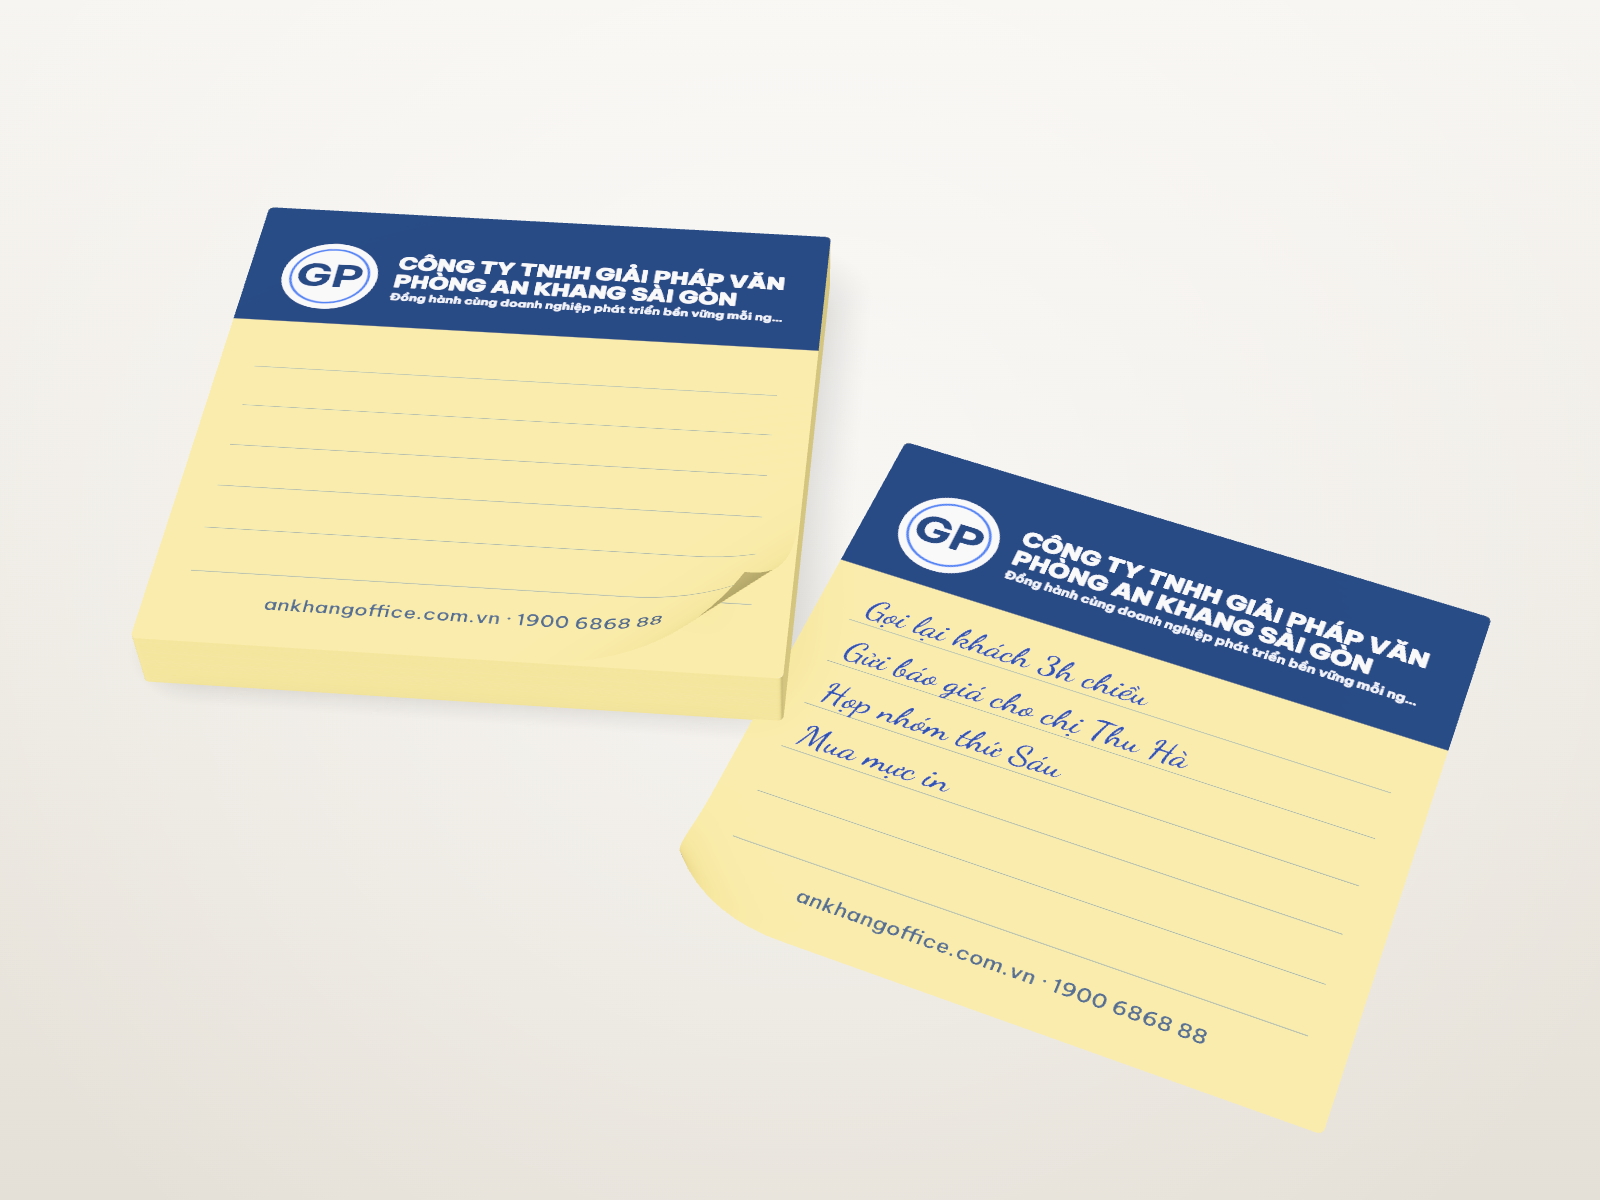 GP
CÔNG TY TNHH GIẢI PHÁP VĂN
PHÒNG AN KHANG SÀI GÒN
Đồng hành cùng doanh nghiệp phát triển bền vững mỗi ng...
ankhangoffice.com.vn · 1900 6868 88
GP
CÔNG TY TNHH GIẢI PHÁP VĂN
PHÒNG AN KHANG SÀI GÒN
Đồng hành cùng doanh nghiệp phát triển bền vững mỗi ng...
Gọi lại khách 3h chiều
Gửi báo giá cho chị Thu Hà
Họp nhóm thứ Sáu
Mua mực in
ankhangoffice.com.vn · 1900 6868 88